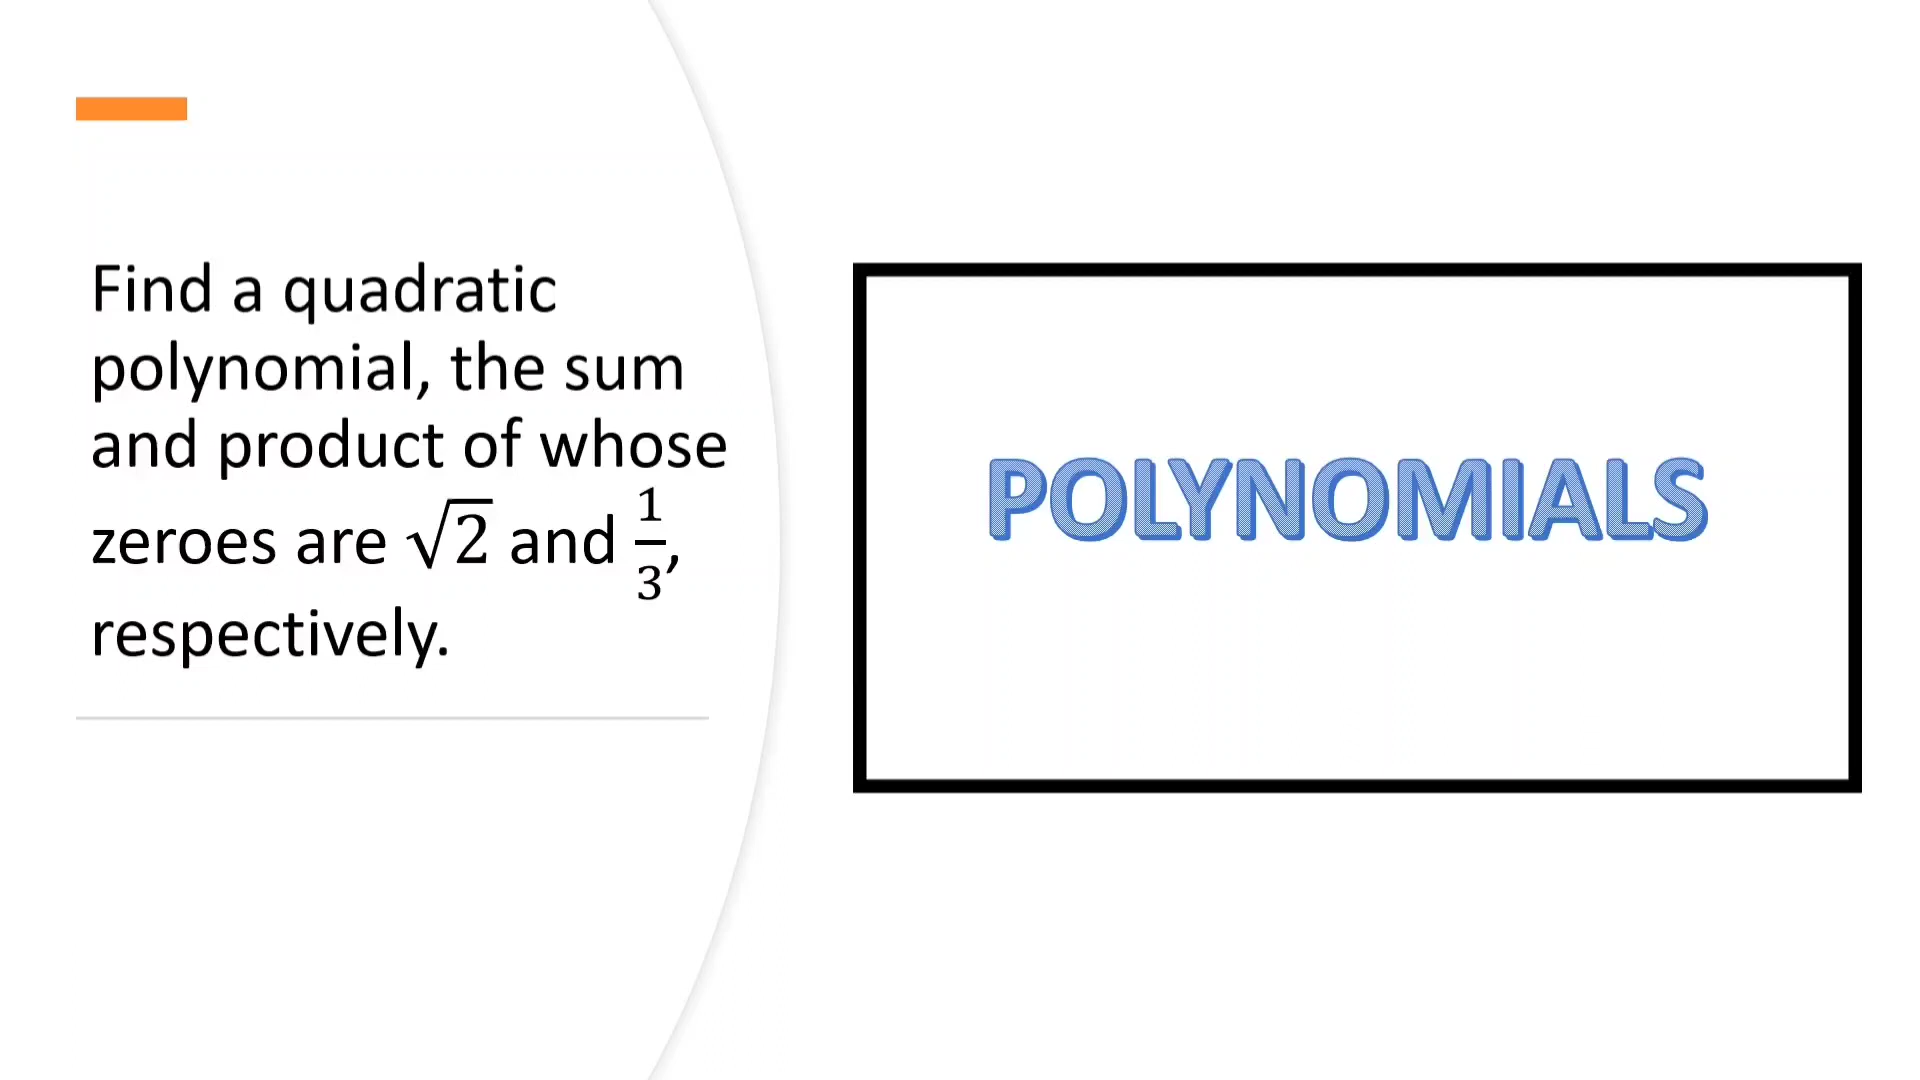 Find a quadratic
polynomial, the sum
and product of whose
zeroes are √2 and 1/3,
respectively.
POLYNOMIALS